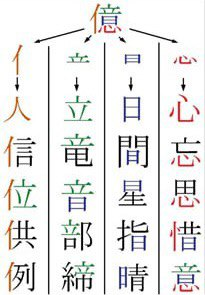 億
亻 立 日 心
人 立 日 心
信 竜 間 忘
位 音 星 思
供 部 指 惜
例 締 晴 意